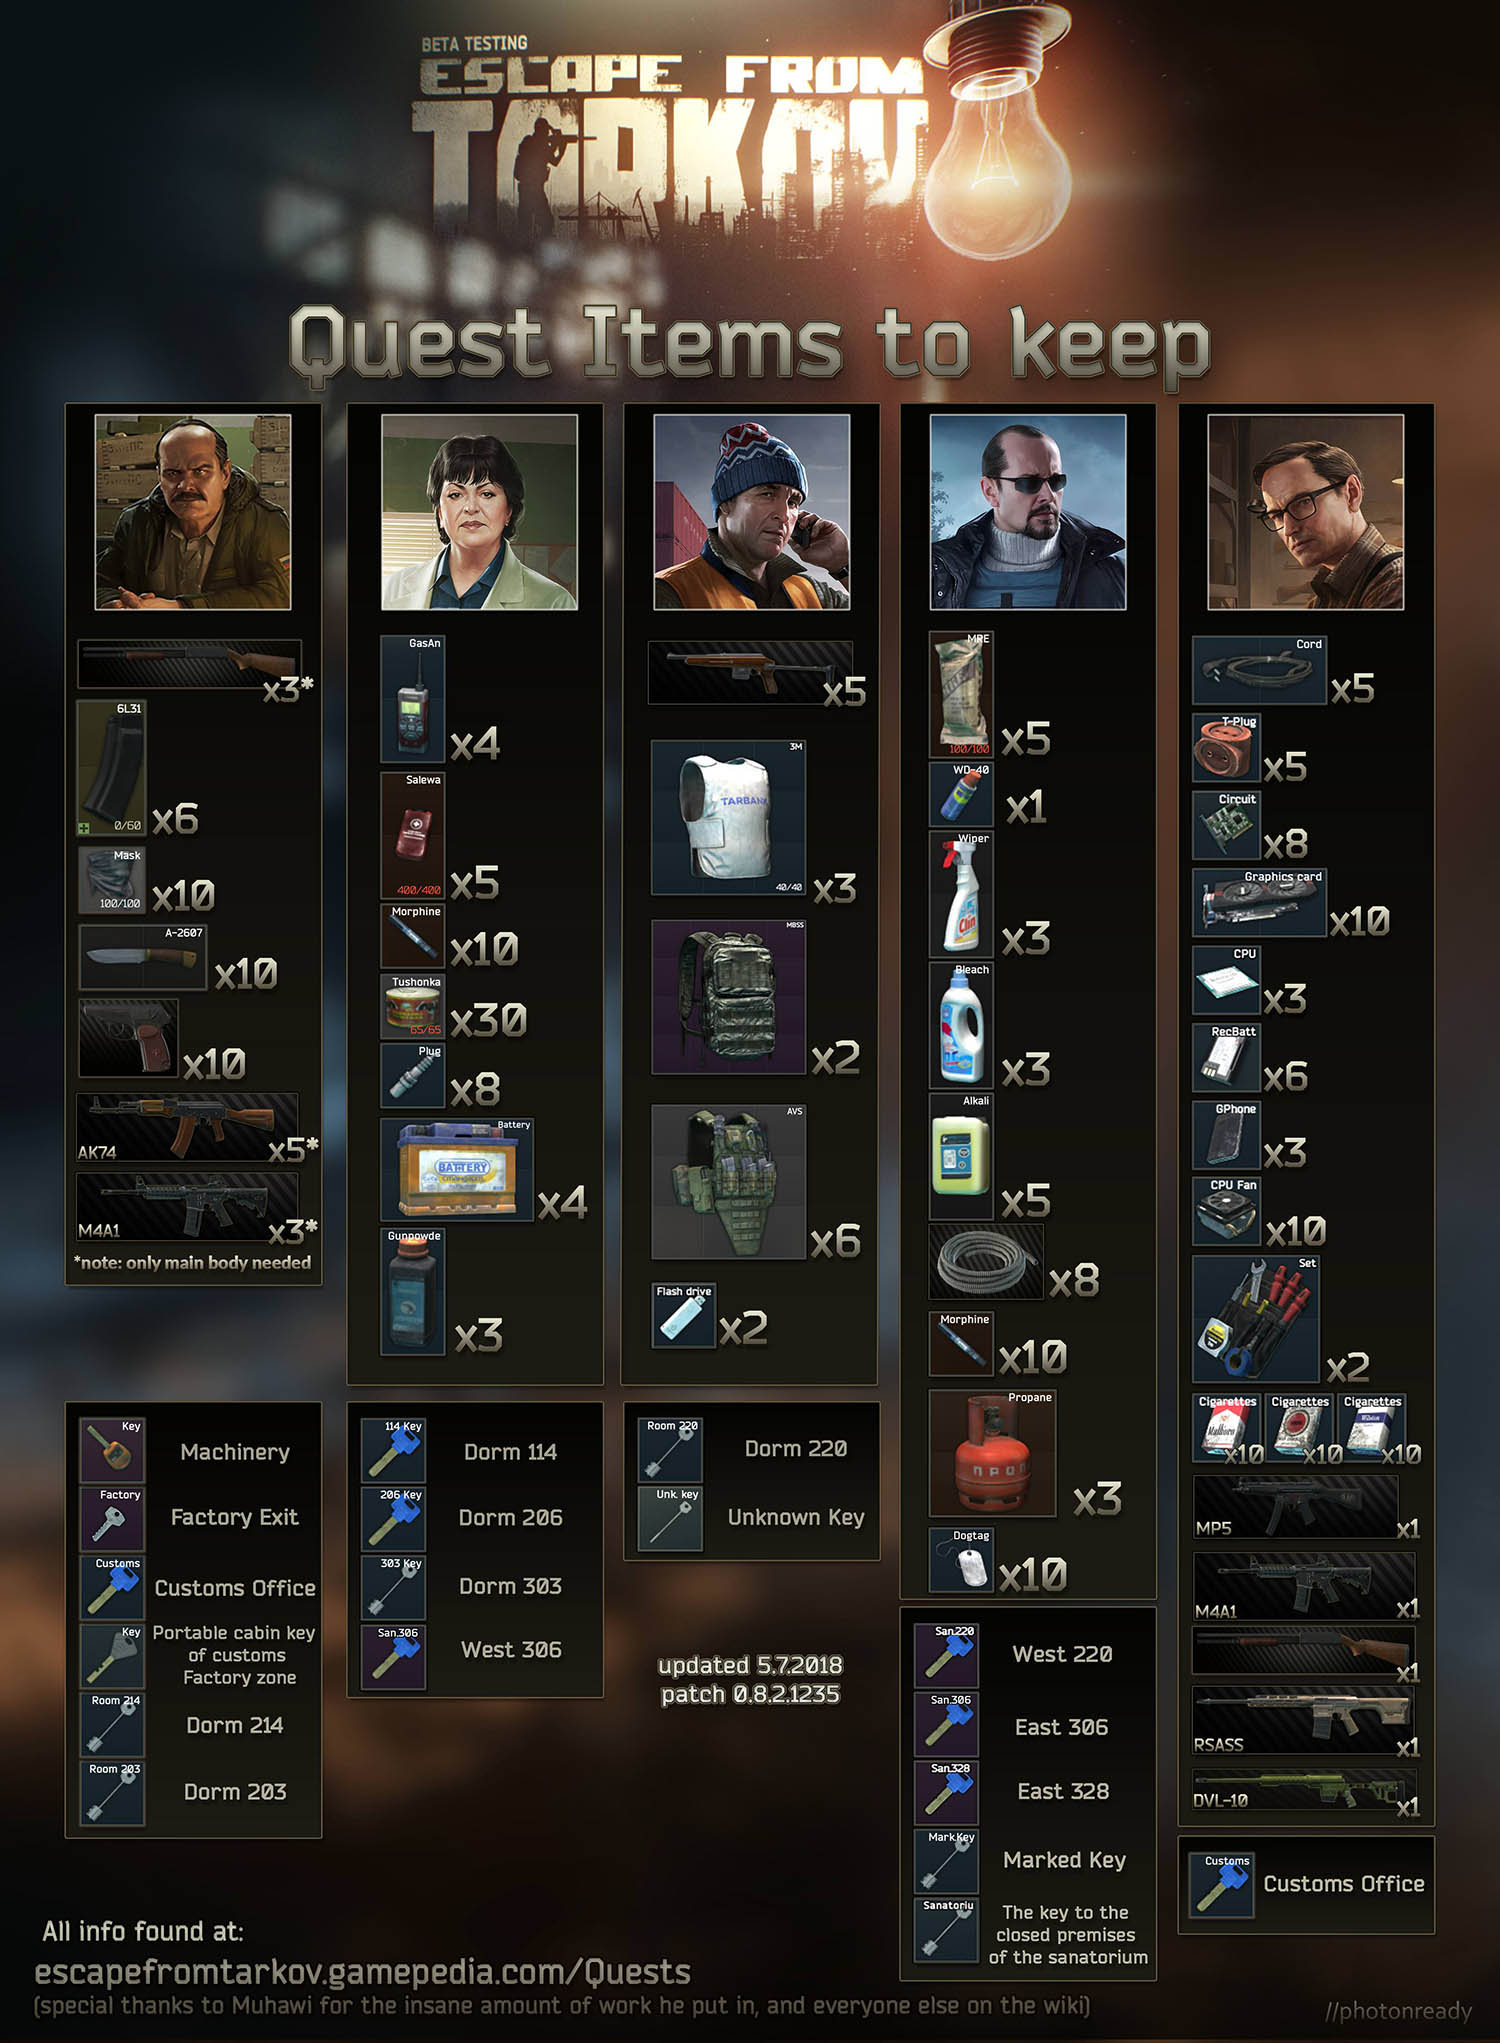 BETA TESTING
ESCAPE FROM
TARKOV
Quest Items to keep
x3*
6L31
0/60
x6
Mask
100/100
x10
A-2607
x10
x10
AK74
x5*
M4A1
x3*
*note: only main body needed
Key
Machinery
Factory
Factory Exit
Customs
Customs Office
Key
Portable cabin key
of customs
Factory zone
Room 214
Dorm 214
Room 203
Dorm 203
GasAn
x4
Salewa
400/400
x5
Morphine
x10
Tushonka
65/65
x30
Plug
x8
Battery
BATTERY
x4
Gunpowde
x3
114 Key
Dorm 114
206 Key
Dorm 206
303 Key
Dorm 303
San.306
West 306
x5
3M
TARBANK
40/40
x3
MBSS
x2
AVS
x6
Flash drive
x2
Room 220
Dorm 220
Unk. key
Unknown Key
updated 5.7.2018
patch 0.8.2.1235
MRE
100/100
x5
WD-40
x1
Wiper
Clin
x3
Bleach
x3
Alkali
x5
x8
Morphine
x10
Propane
ПРОП
x3
Dogtag
x10
San.220
West 220
San.306
East 306
San.328
East 328
Mark.Key
Marked Key
Sanatoriu
The key to the
closed premises
of the sanatorium
Cord
x5
T-Plug
x5
Circuit
x8
Graphics card
x10
CPU
x3
RecBatt
x6
GPhone
x3
CPU Fan
x10
Set
x2
Cigarettes
Malboro
x10
Cigarettes
x10
Cigarettes
x10
MP5
x1
M4A1
x1
x1
RSASS
x1
DVL-10
x1
Customs
Customs Office
All info found at:
escapefromtarkov.gamepedia.com/Quests
(special thanks to Muhawi for the insane amount of work he put in, and everyone else on the wiki)
//photonready